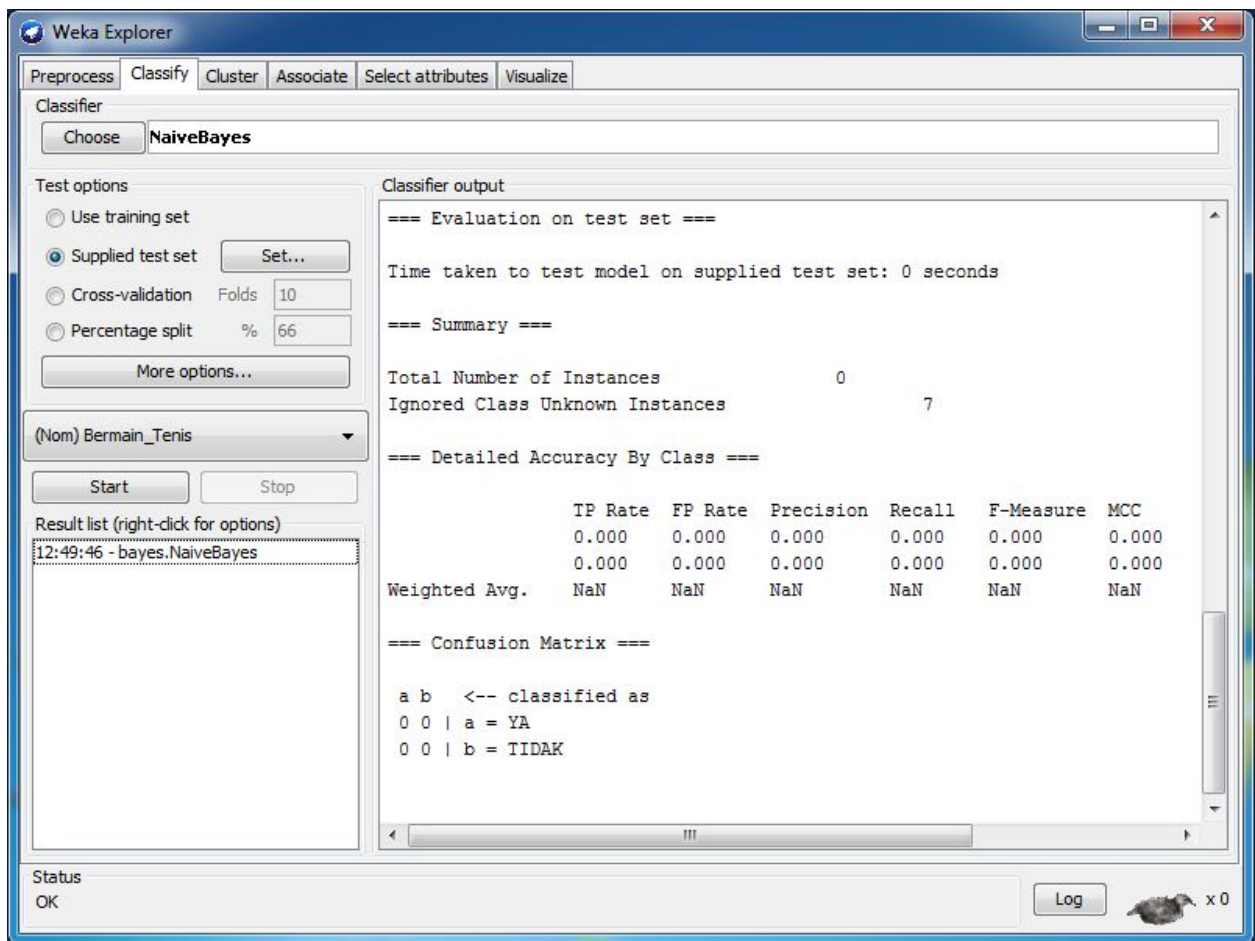 Weka Explorer
Preprocess Classify Cluster Associate Select attributes Visualize
Classifier
Choose NaiveBayes
Test options
Use training set
Supplied test set Set...
Cross-validation Folds 10
Percentage split % 66
More options...
(Nom) Bermain_Tenis
Start Stop
Result list (right-click for options)
12:49:46 - bayes.NaiveBayes
Classifier output
=== Evaluation on test set ===
Time taken to test model on supplied test set: 0 seconds
=== Summary ===
Total Number of Instances 0
Ignored Class Unknown Instances 7
=== Detailed Accuracy By Class ===
TP Rate FP Rate Precision Recall F-Measure MCC
0.000 0.000 0.000 0.000 0.000 0.000
0.000 0.000 0.000 0.000 0.000 0.000
Weighted Avg. NaN NaN NaN NaN NaN NaN
=== Confusion Matrix ===
a b <-- classified as
0 0 | a = YA
0 0 | b = TIDAK
Status
OK
Log x 0